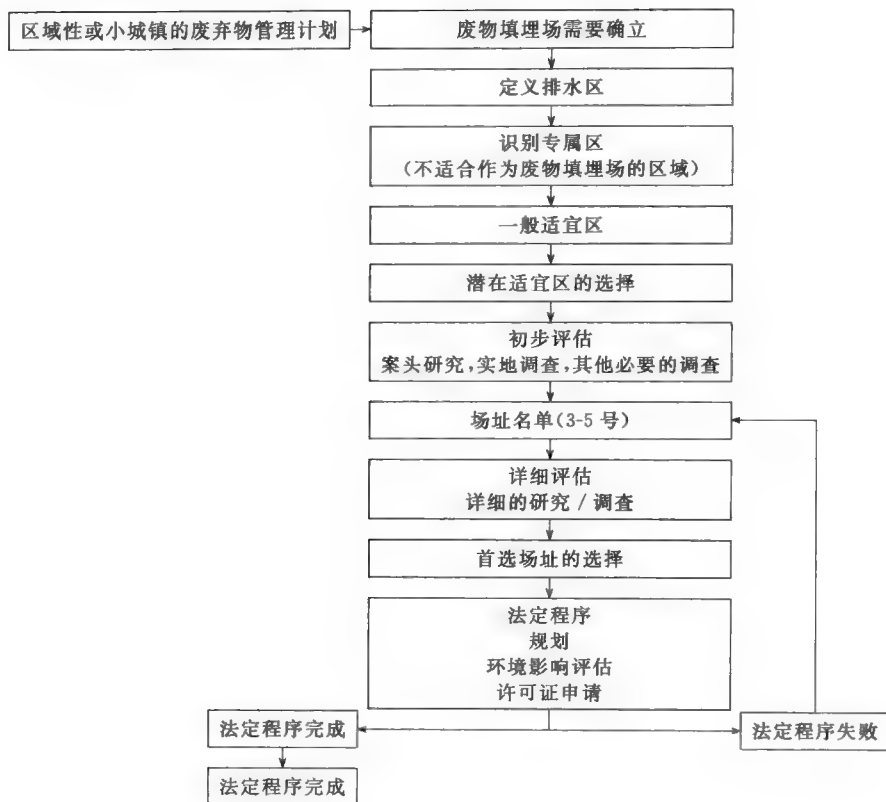 区域性或小城镇的废弃物管理计划
废物填埋场需要确立
定义排水区
识别专属区
(不适合作为废物填埋场的区域)
一般适宜区
潜在适宜区的选择
初步评估
案头研究,实地调查,其他必要的调查
场址名单(3-5 号)
详细评估
详细的研究 / 调查
首选场址的选择
法定程序
规划
环境影响评估
许可证申请
法定程序完成
法定程序失败
法定程序完成